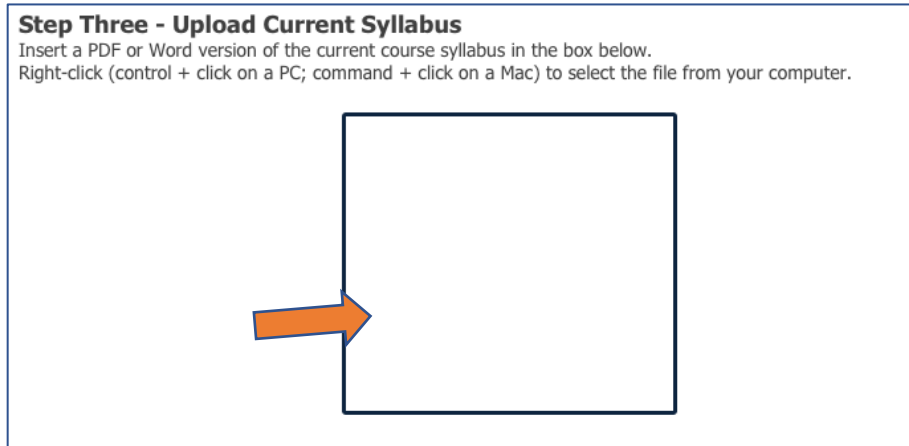 Step Three - Upload Current Syllabus
Insert a PDF or Word version of the current course syllabus in the box below.
Right-click (control + click on a PC; command + click on a Mac) to select the file from your computer.